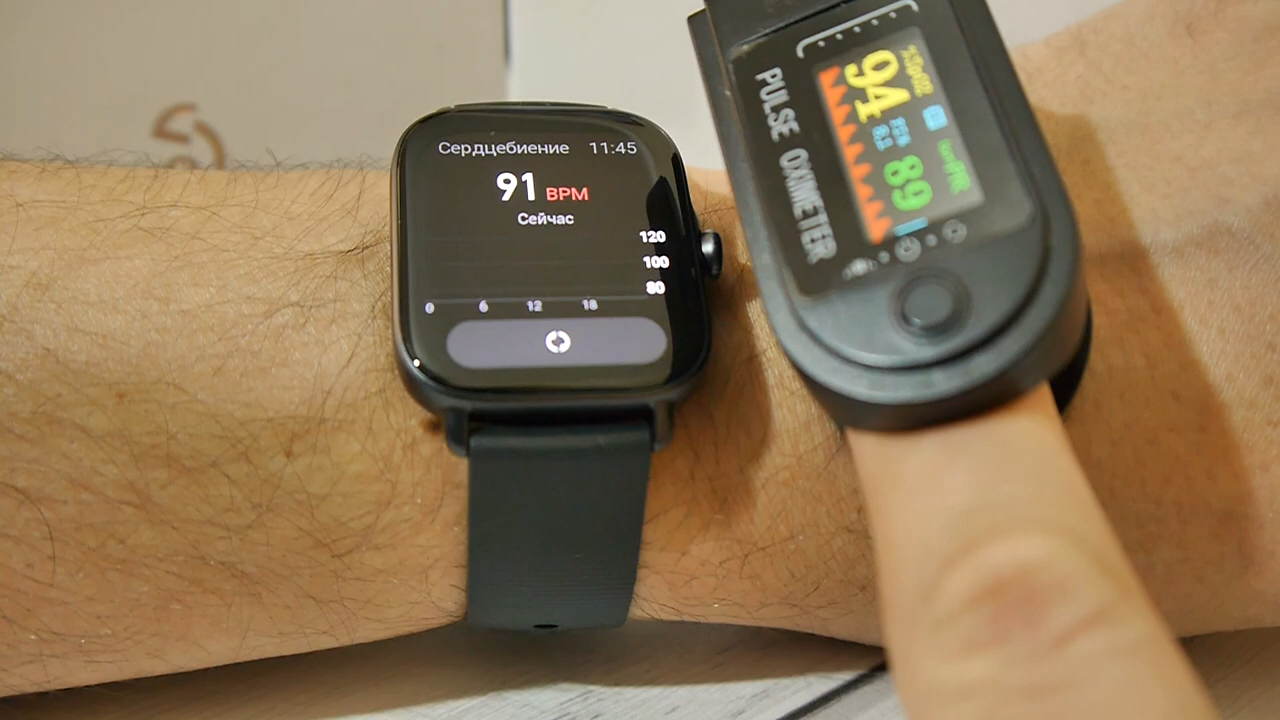 Сердцебиение 11:45
91 BPM
Сейчас
120
100
80
0 6 12 18
PULSE OXIMETER
94
89